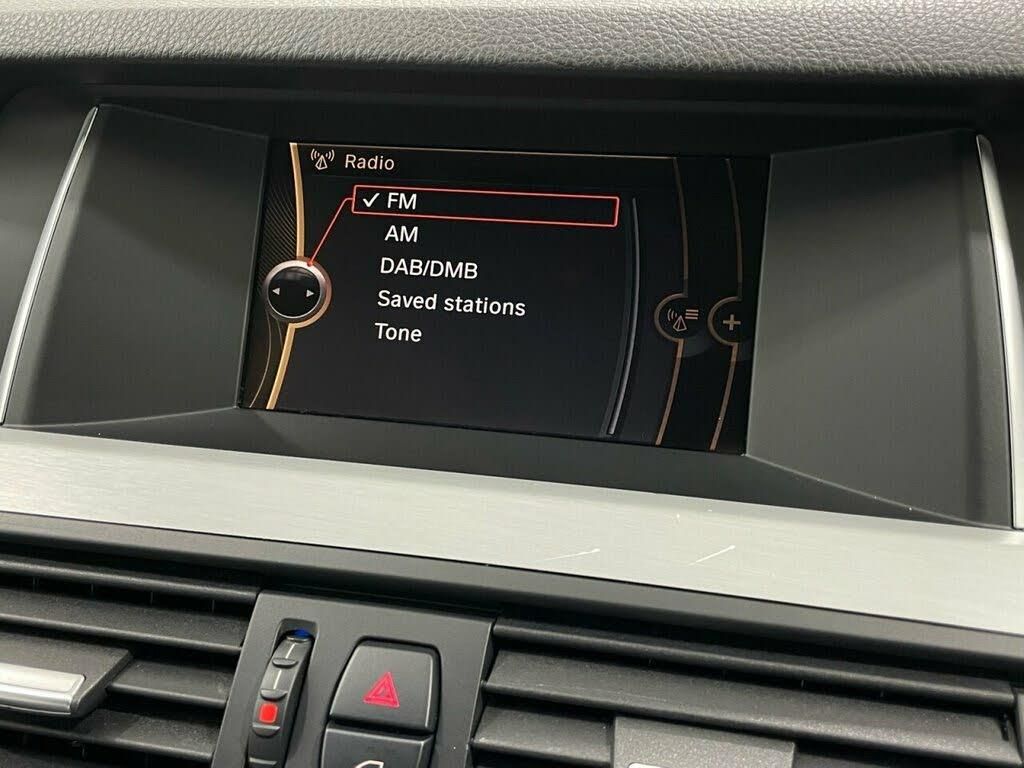 Radio
✓ FM
AM
DAB/DMB
Saved stations
Tone